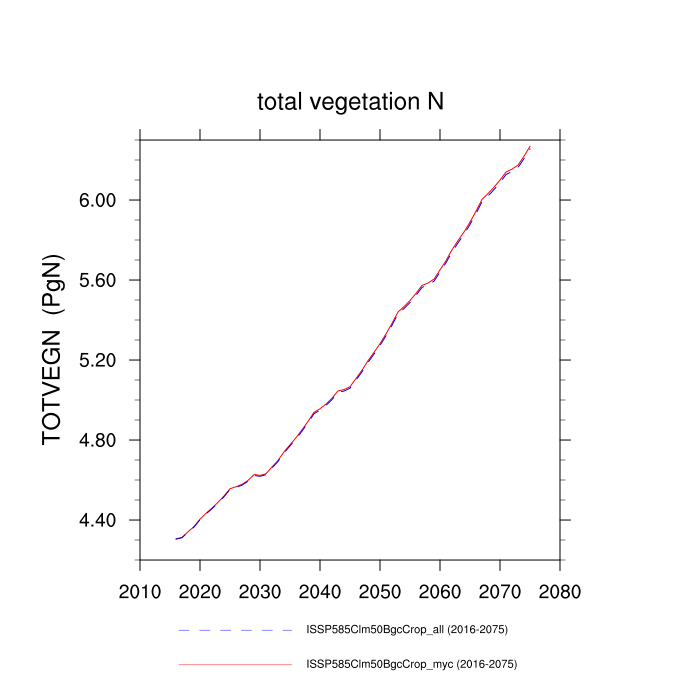 total vegetation N
TOTVEGN (PgN)
6.00
5.60
5.20
4.80
4.40
2010 2020 2030 2040 2050 2060 2070 2080
ISSP585Clm50BgcCrop_all (2016-2075)
ISSP585Clm50BgcCrop_myc (2016-2075)